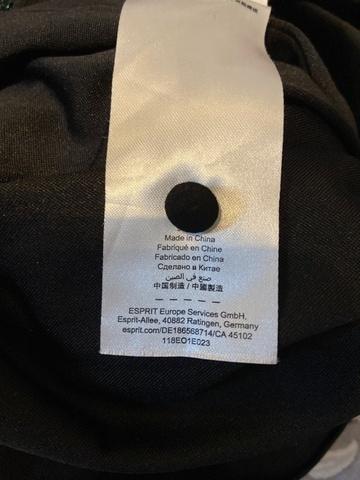 Made in China
Fabriqué en Chine
Fabricado en China
Сделано в Китае
صنع في الصين
中国制造 / 中國製造
— — — — —
ESPRIT Europe Services GmbH,
Esprit-Allee, 40882 Ratingen, Germany
esprit.com/DE186568714/CA 45102
118EO1E023